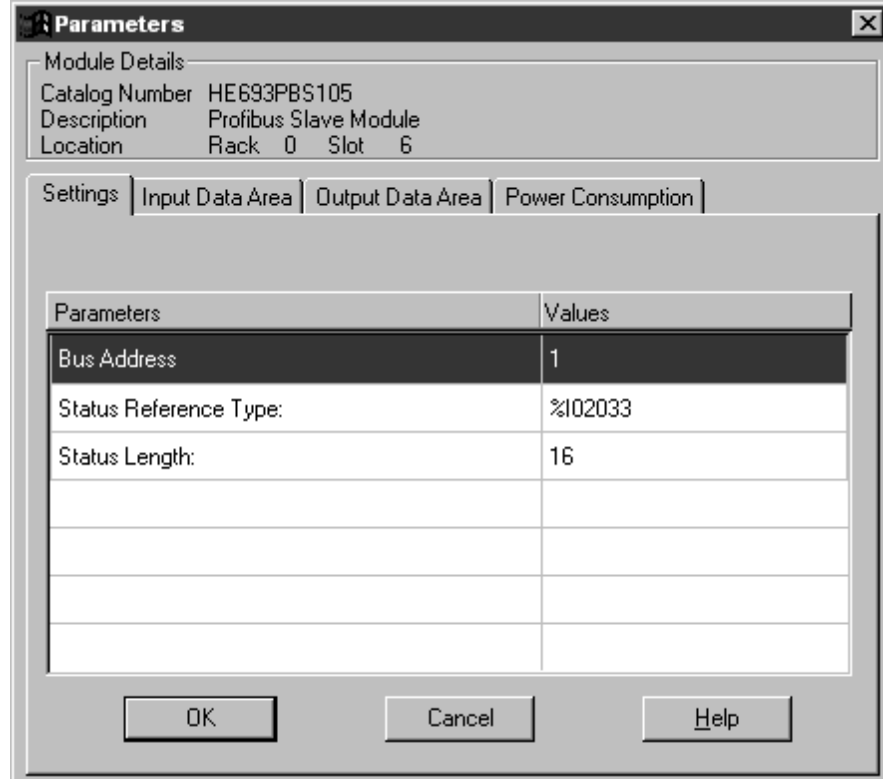 Parameters
Module Details
Catalog Number HE693PBS105
Description Profibus Slave Module
Location Rack 0 Slot 6
Settings Input Data Area Output Data Area Power Consumption
Parameters Values
Bus Address 1
Status Reference Type: %I02033
Status Length: 16
OK Cancel Help